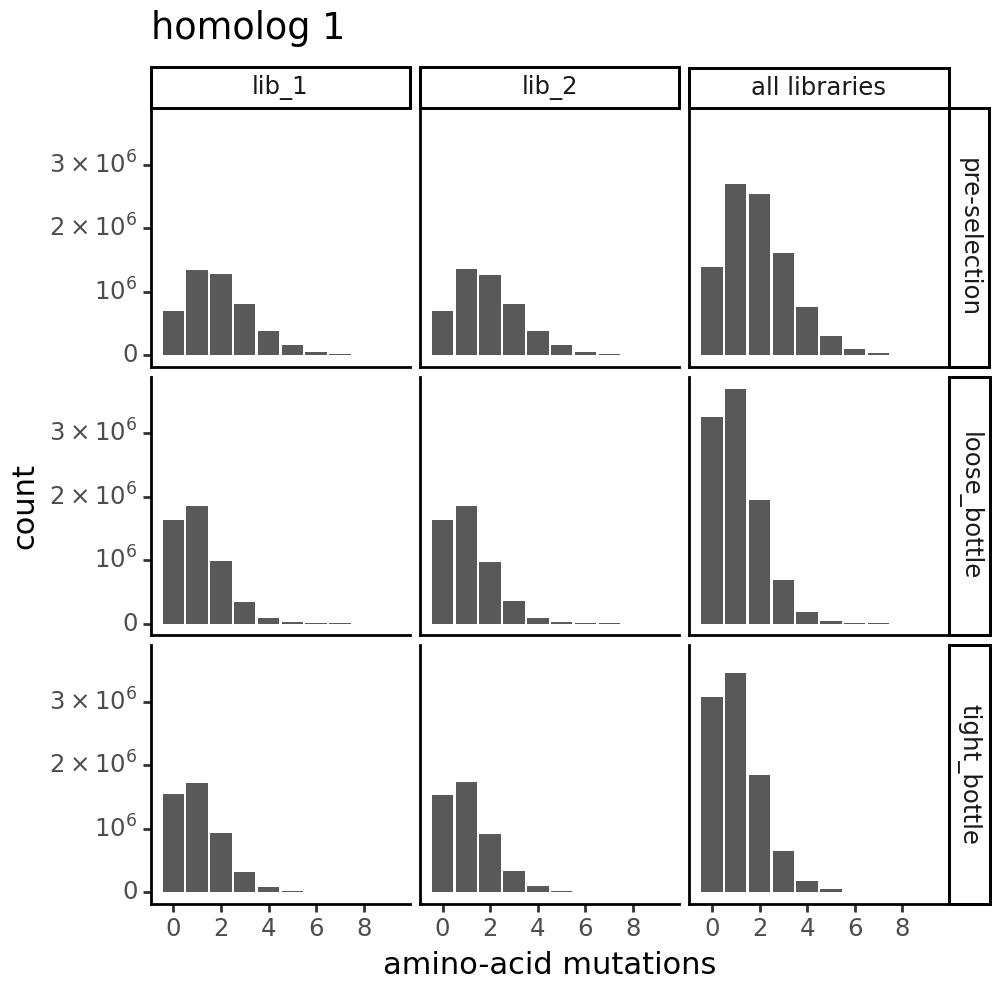 homolog 1
lib_1
lib_2
all libraries
pre-selection
3 × 10⁶
2 × 10⁶
10⁶
0
loose_bottle
3 × 10⁶
2 × 10⁶
10⁶
0
count
tight_bottle
3 × 10⁶
2 × 10⁶
10⁶
0
0 2 4 6 8
0 2 4 6 8
0 2 4 6 8
amino-acid mutations